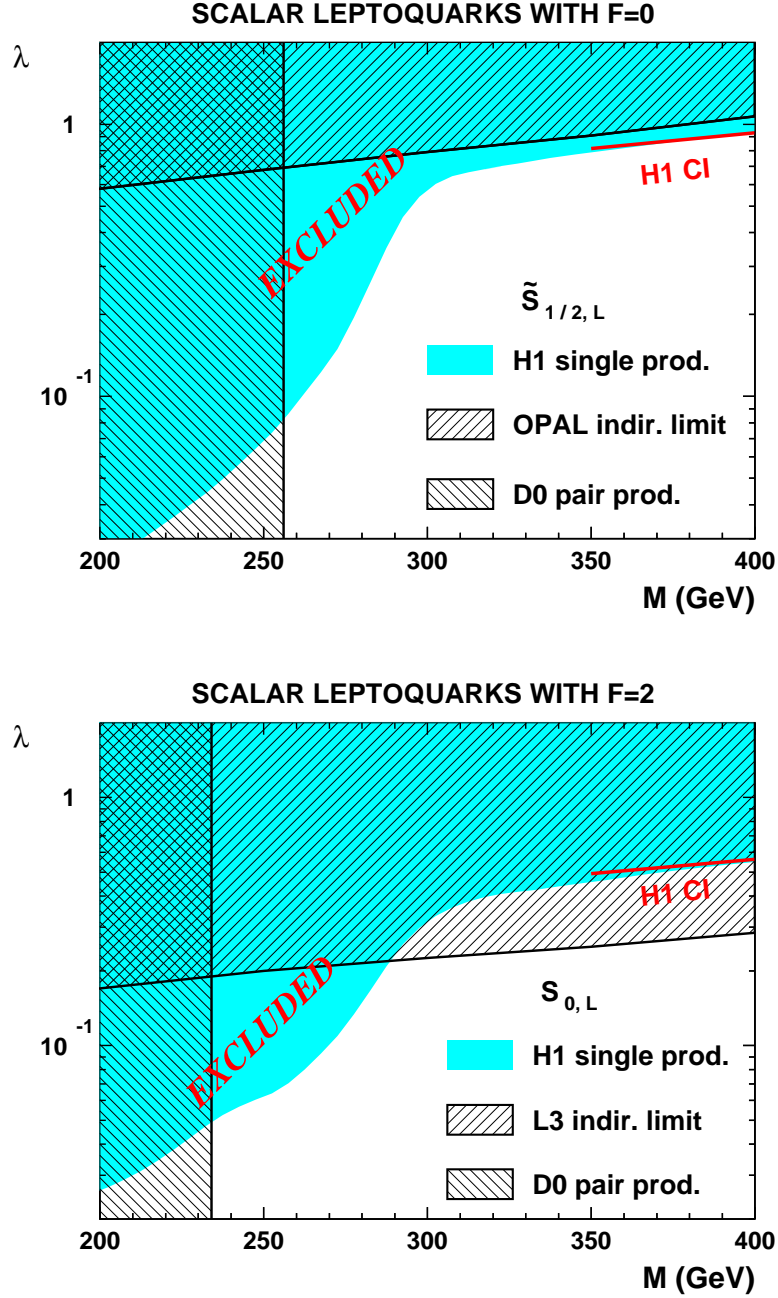 SCALAR LEPTOQUARKS WITH F=0
λ
1
EXCLUDED
H1 CI
S̃ 1/2, L
H1 single prod.
10 -1
OPAL indir. limit
D0 pair prod.
200 250 300 350 400
M (GeV)
SCALAR LEPTOQUARKS WITH F=2
λ
1
H1 CI
EXCLUDED
S 0, L
10 -1
H1 single prod.
L3 indir. limit
D0 pair prod.
200 250 300 350 400
M (GeV)